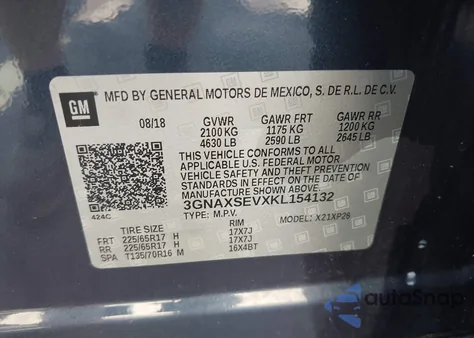 GM
MFD BY GENERAL MOTORS DE MEXICO, S. DE R.L. DE C.V.
08/18 GVWR GAWR FRT GAWR RR
2100 KG 1175 KG 1200 KG
4630 LB 2590 LB 2645 LB
THIS VEHICLE CONFORMS TO ALL
APPLICABLE U.S. FEDERAL MOTOR
VEHICLE SAFETY AND THEFT PREVENTION
STANDARDS IN EFFECT ON THE DATE OF
MANUFACTURE SHOWN ABOVE.
3GNAXSEVXKL154132
424C TYPE: M.P.V. MODEL: X21XP26
TIRE SIZE RIM
FRT 225/65R17 H 17X7J
RR 225/65R17 H 17X7J
SPA T135/70R16 M 16X4BT
autoSnap